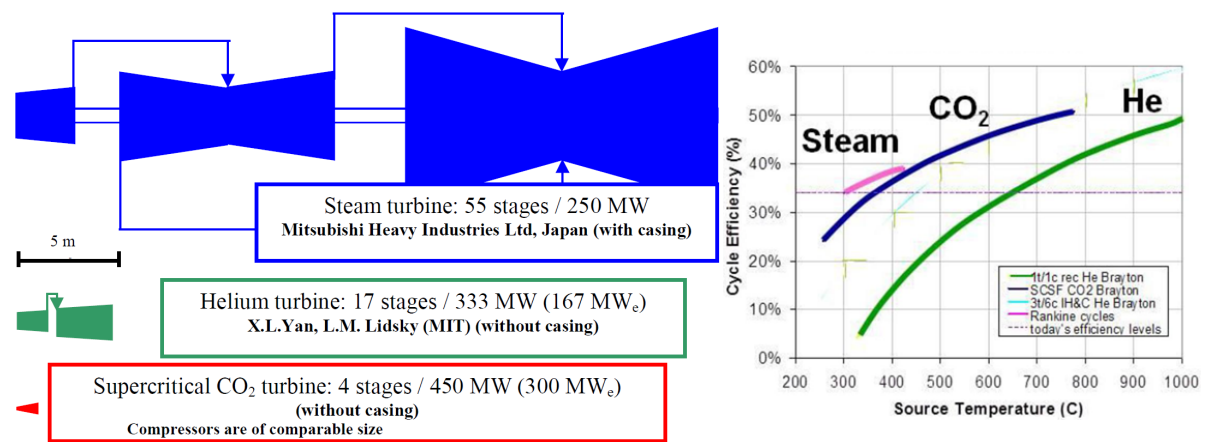 Steam turbine: 55 stages / 250 MW
Mitsubishi Heavy Industries Ltd, Japan (with casing)
5 m
Helium turbine: 17 stages / 333 MW (167 MWₑ)
X.L.Yan, L.M. Lidsky (MIT) (without casing)
Supercritical CO₂ turbine: 4 stages / 450 MW (300 MWₑ)
(without casing)
Compressors are of comparable size
Cycle Efficiency (%)
60%
50%
40%
30%
20%
10%
0%
Steam
CO₂
He
1t/1c rec He Brayton
SCSF CO2 Brayton
3t/6c IH&C He Brayton
Rankine cycles
today's efficiency levels
200 300 400 500 600 700 800 900 1000
Source Temperature (C)